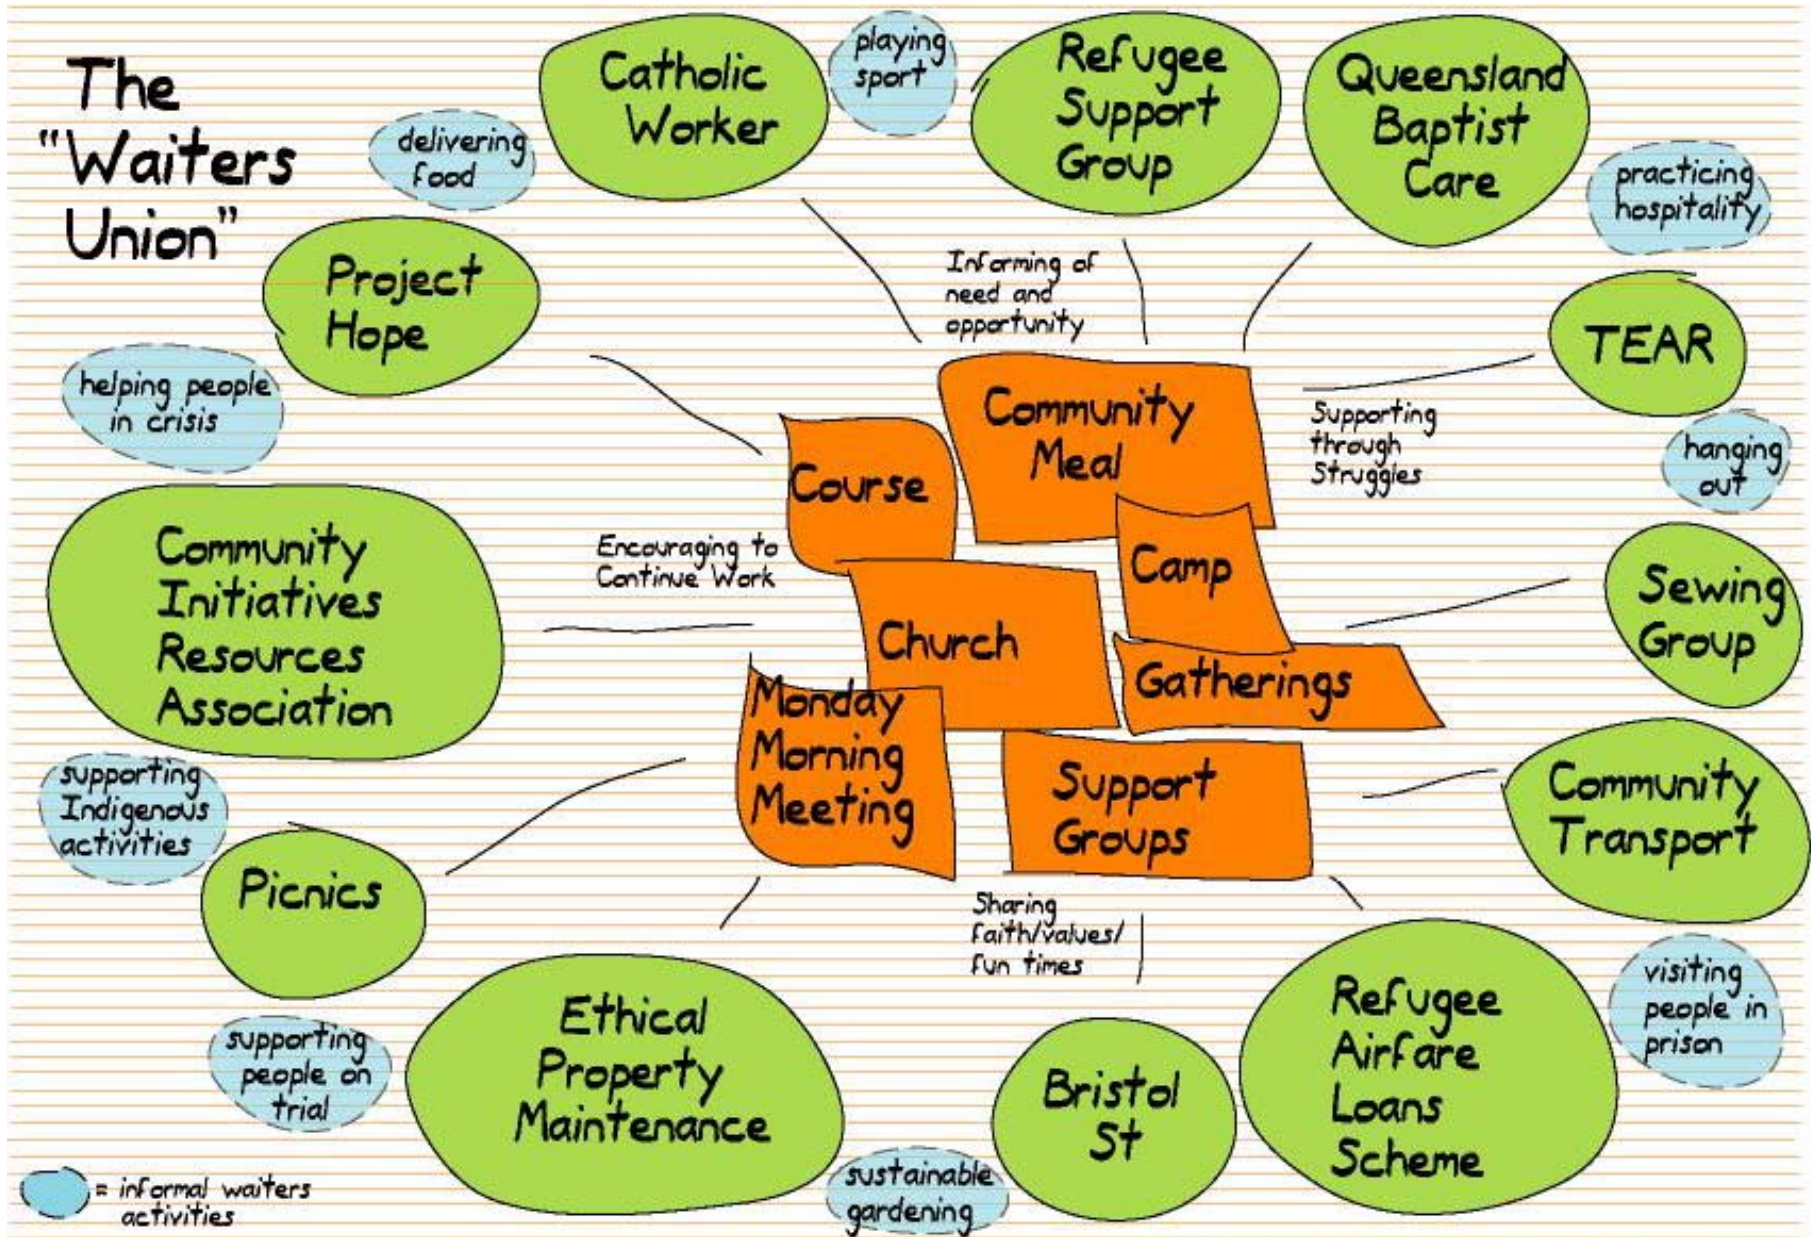 The
"Waiters
Union"
delivering
food
Catholic
Worker
playing
sport
Refugee
Support
Group
Queensland
Baptist
Care
practicing
hospitality
Project
Hope
Informing of
need and
opportunity
TEAR
helping people
in crisis
Course
Community
Meal
Supporting
through
Struggles
hanging
out
Community
Initiatives
Resources
Association
Encouraging to
Continue Work
Camp
Church
Gatherings
Sewing
Group
Monday
Morning
Meeting
Support
Groups
Community
Transport
supporting
Indigenous
activities
Picnics
Sharing
faith/values/
fun times
supporting
people on
trial
Ethical
Property
Maintenance
Bristol
St
Refugee
Airfare
Loans
Scheme
visiting
people in
prison
sustainable
gardening
= informal waiters
activities